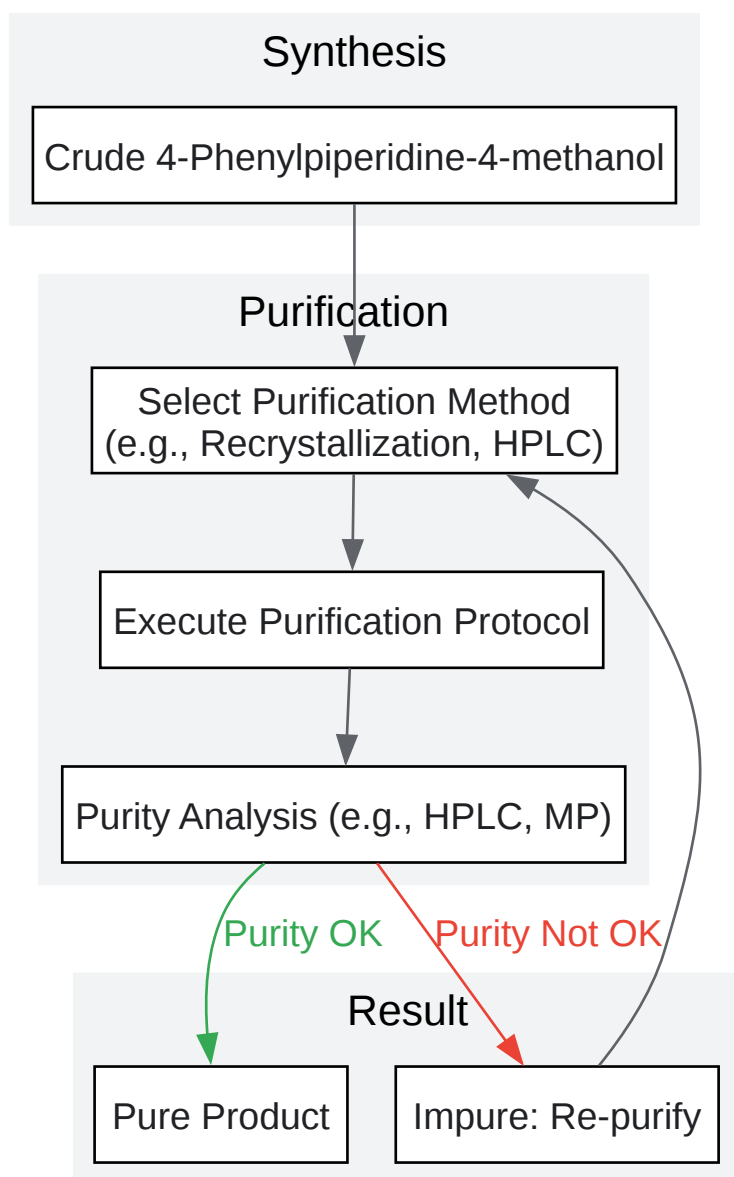 Synthesis
Crude 4-Phenylpiperidine-4-methanol
Purification
Select Purification Method
(e.g., Recrystallization, HPLC)
Execute Purification Protocol
Purity Analysis (e.g., HPLC, MP)
Purity OK
Purity Not OK
Result
Pure Product
Impure: Re-purify